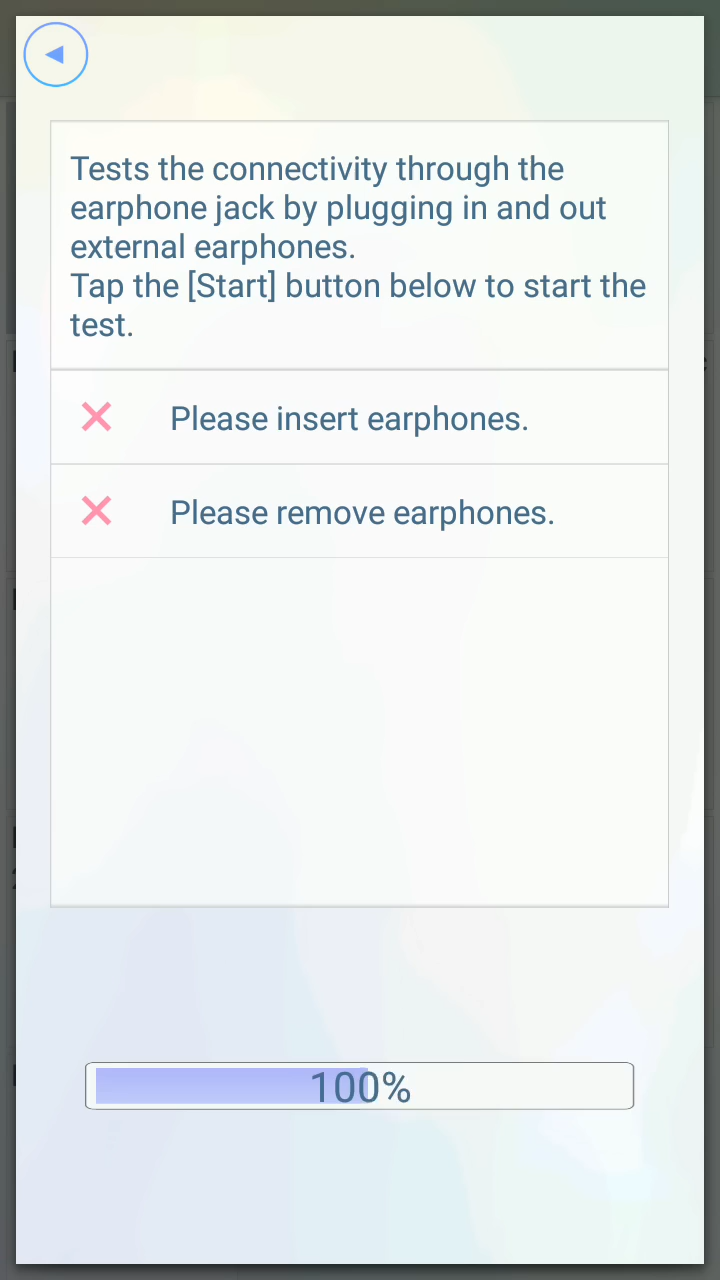 Tests the connectivity through the
earphone jack by plugging in and out
external earphones.
Tap the [Start] button below to start the
test.
Please insert earphones.
Please remove earphones.
100%